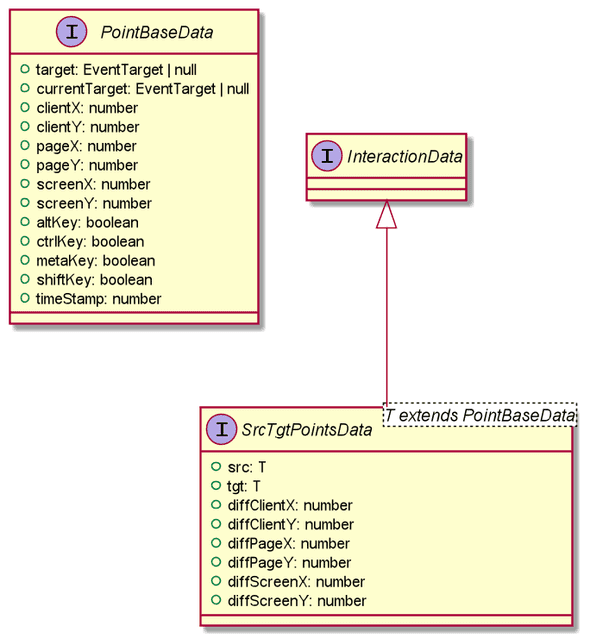 I PointBaseData
target: EventTarget | null
currentTarget: EventTarget | null
clientX: number
clientY: number
pageX: number
pageY: number
screenX: number
screenY: number
altKey: boolean
ctrlKey: boolean
metaKey: boolean
shiftKey: boolean
timeStamp: number
I InteractionData
T extends PointBaseData
I SrcTgtPointsData
src: T
tgt: T
diffClientX: number
diffClientY: number
diffPageX: number
diffPageY: number
diffScreenX: number
diffScreenY: number